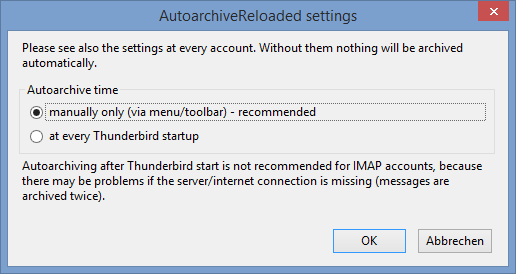 AutoarchiveReloaded settings
Please see also the settings at every account. Without them nothing will be archived
automatically.
Autoarchive time
manually only (via menu/toolbar) - recommended
at every Thunderbird startup
Autoarchiving after Thunderbird start is not recommended for IMAP accounts, because
there may be problems if the server/internet connection is missing (messages are
archived twice).
OK
Abbrechen